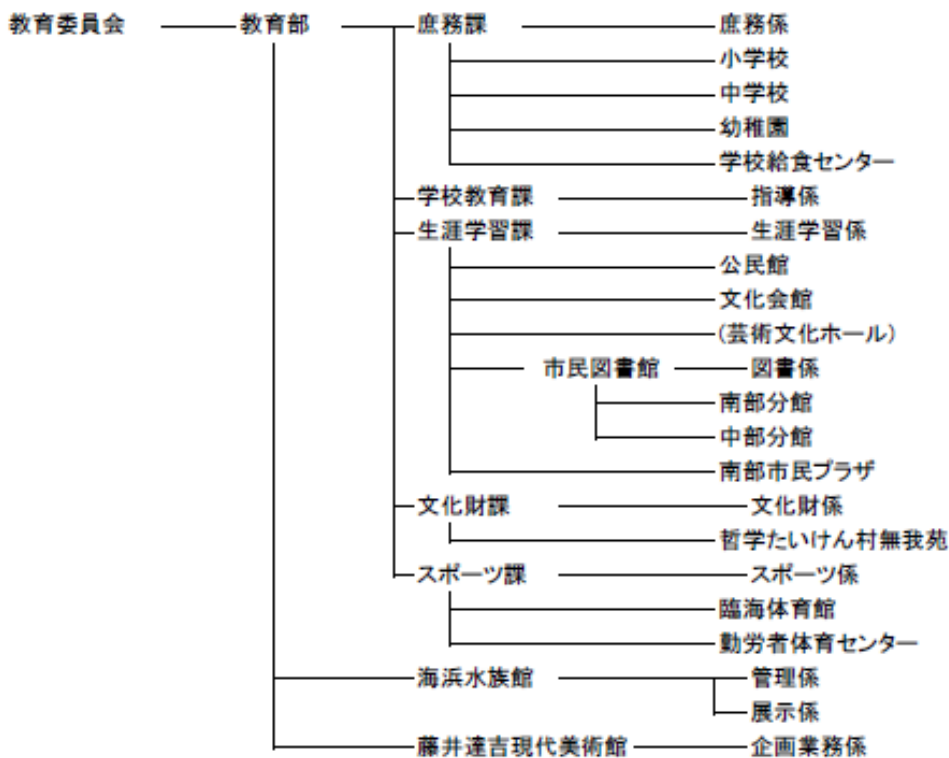 教育委員会 教育部 庶務課 庶務係
小学校
中学校
幼稚園
学校給食センター
学校教育課 指導係
生涯学習課 生涯学習係
公民館
文化会館
(芸術文化ホール)
市民図書館 図書係
南部分館
中部分館
南部市民プラザ
文化財課 文化財係
哲学たいけん村無我苑
スポーツ課 スポーツ係
臨海体育館
勤労者体育センター
海浜水族館 管理係
展示係
藤井達吉現代美術館 企画業務係